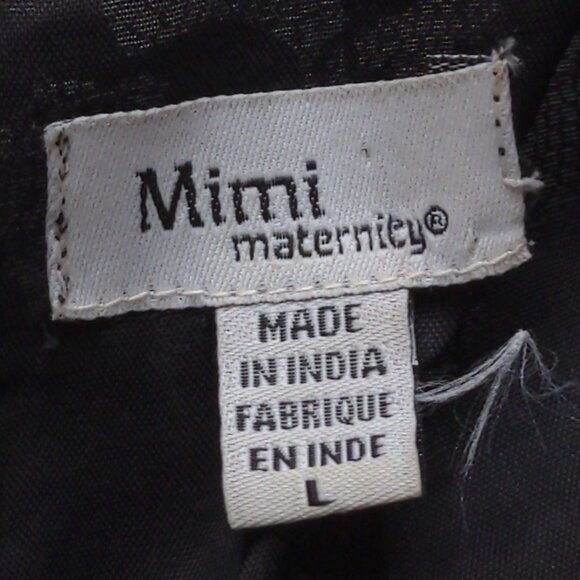 Mimi
maternity®
MADE
IN INDIA
FABRIQUE
EN INDE
L